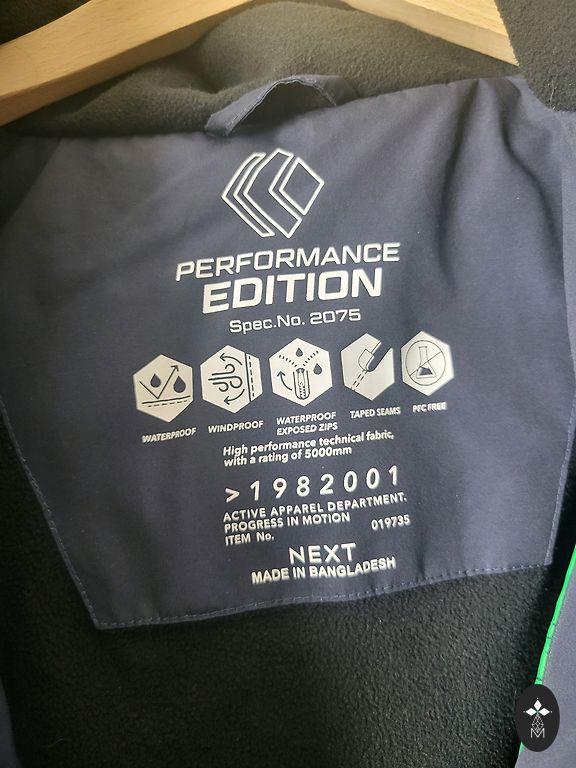 PERFORMANCE
EDITION
Spec.No. 2075
WATERPROOF
WINDPROOF
WATERPROOF
EXPOSED ZIPS
TAPED SEAMS
PFC FREE
High performance technical fabric,
with a rating of 5000mm
>1982001
ACTIVE APPAREL DEPARTMENT.
PROGRESS IN MOTION
ITEM No. 019735
NEXT
MADE IN BANGLADESH
M